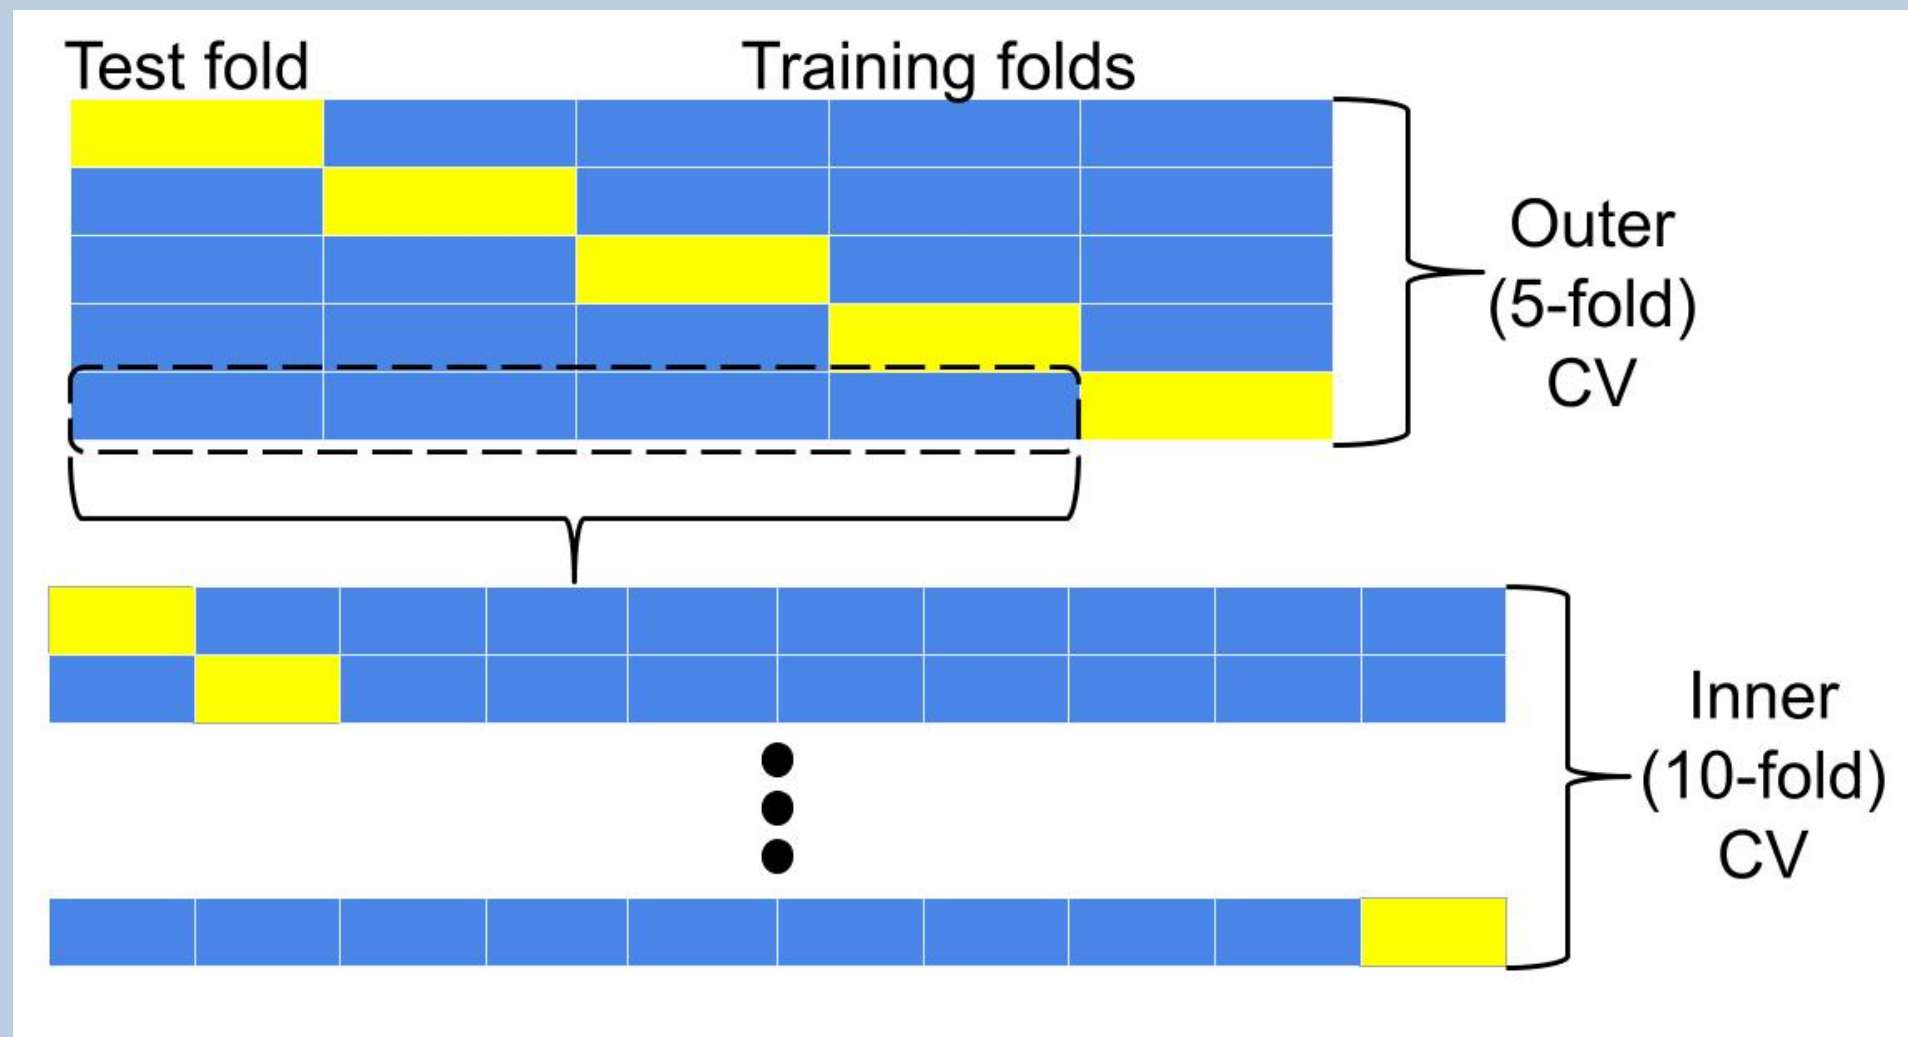 Test fold
Training folds
Outer
(5-fold)
CV
Inner
(10-fold)
CV